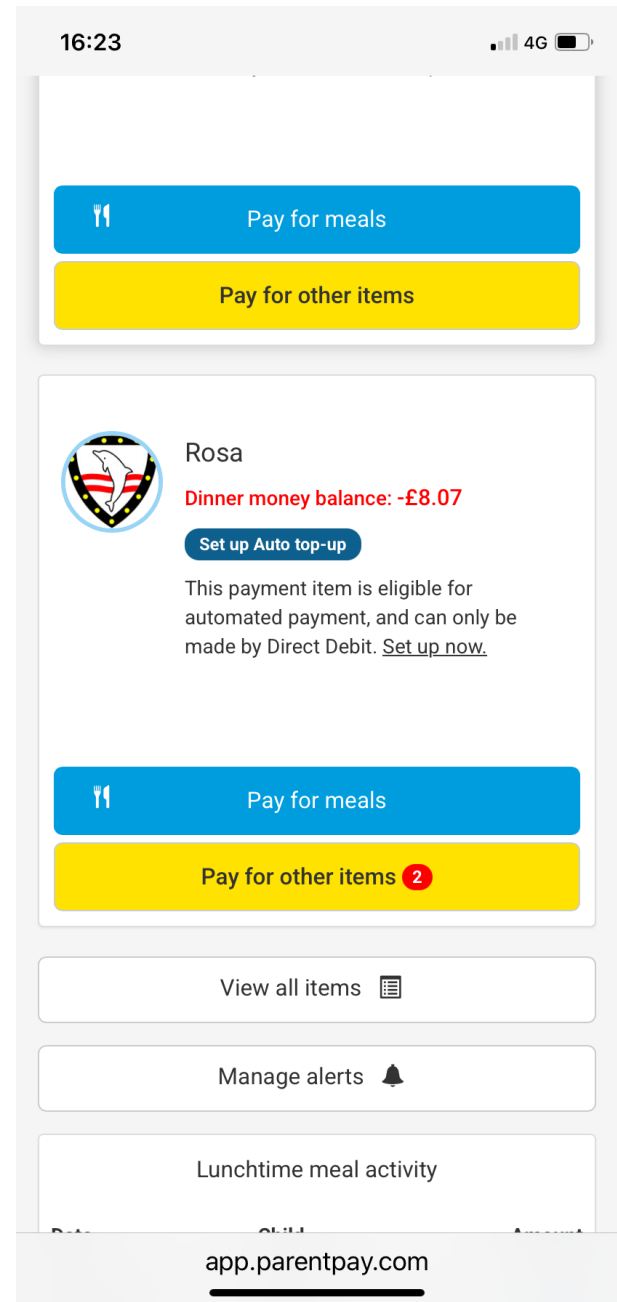 16:23
4G
Pay for meals
Pay for other items
Rosa
Dinner money balance: -£8.07
Set up Auto top-up
This payment item is eligible for
automated payment, and can only be
made by Direct Debit. Set up now.
Pay for meals
Pay for other items 2
View all items
Manage alerts
Lunchtime meal activity
Date Child Amount
app.parentpay.com